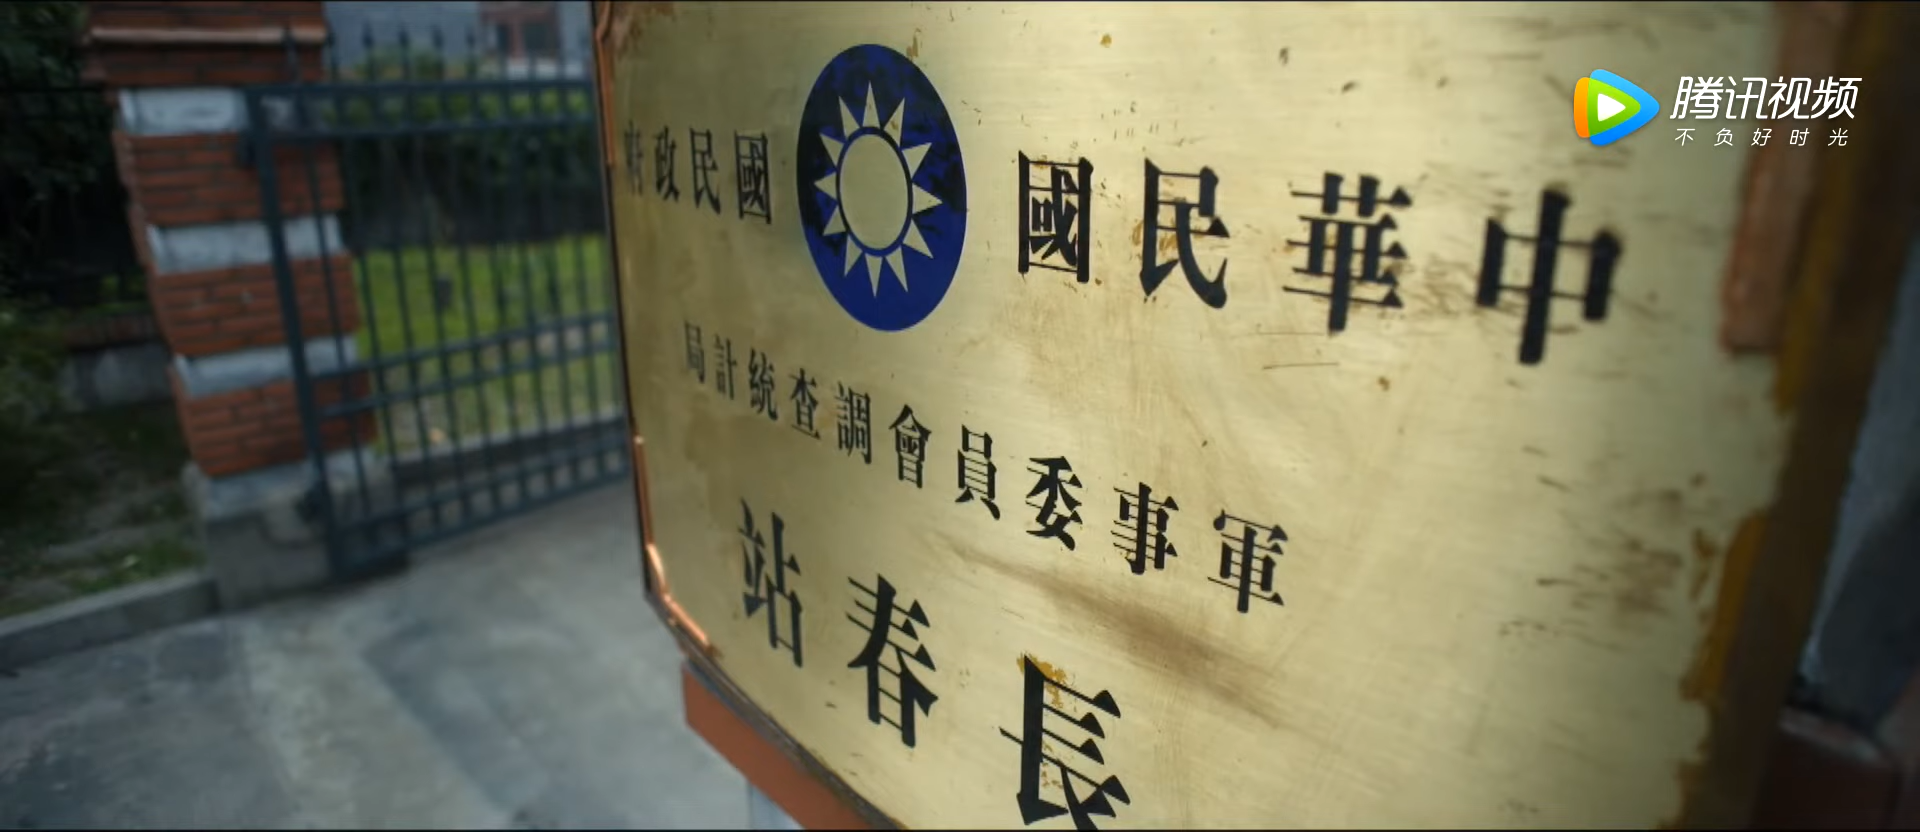 中華民國 國民政府
軍事委員會調查統計局
長春站
腾讯视频
不负好时光